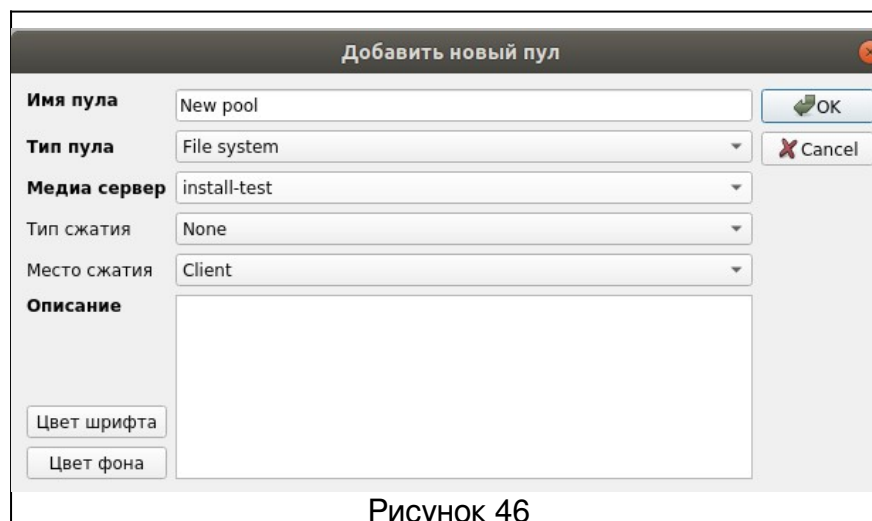 Добавить новый пул
Имя пула New pool OK
Тип пула File system Cancel
Медиа сервер install-test
Тип сжатия None
Место сжатия Client
Описание
Цвет шрифта
Цвет фона
Рисунок 46